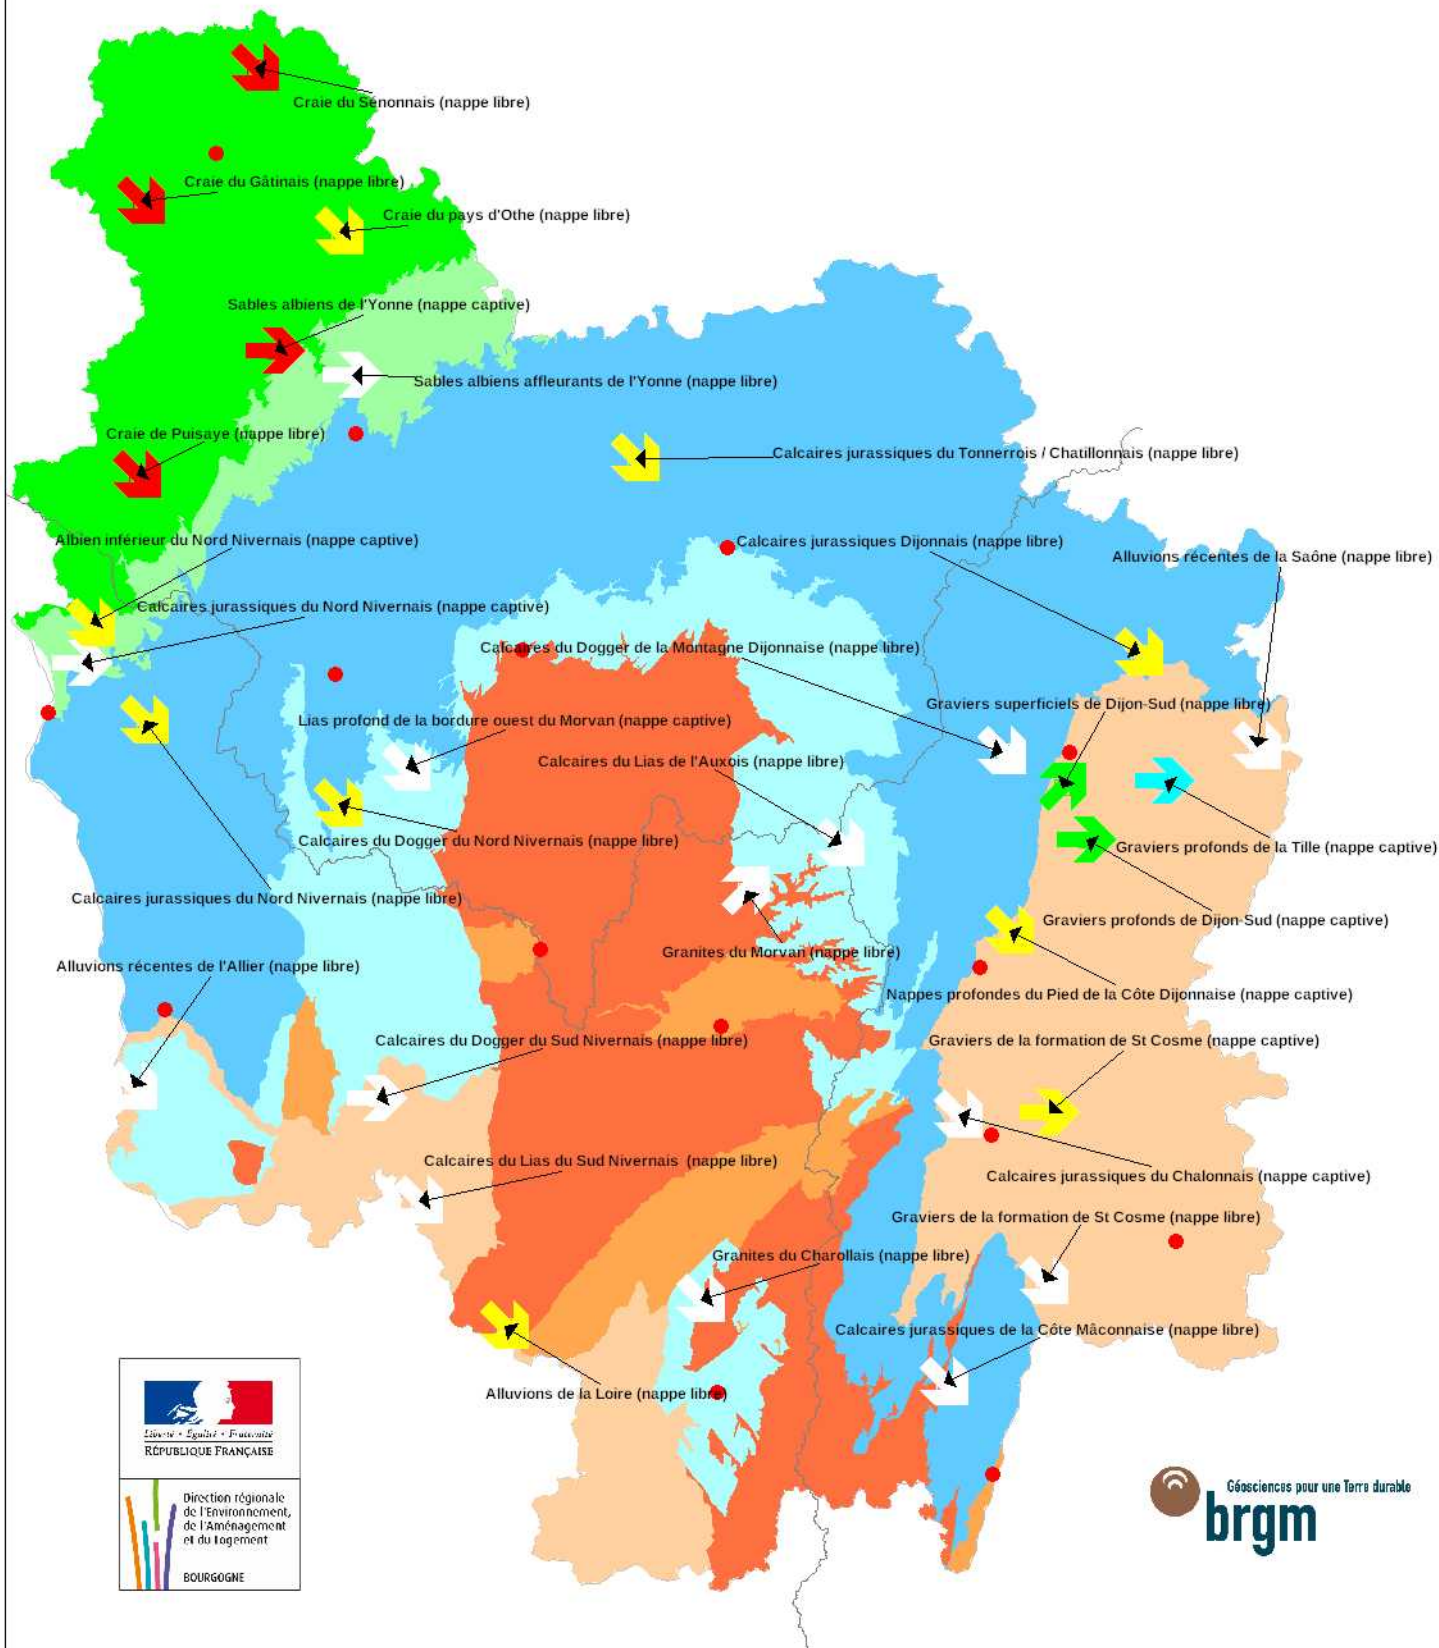 Craie du Sénonnais (nappe libre)
Craie du Gâtinais (nappe libre)
Craie du pays d'Othe (nappe libre)
Sables albiens de l'Yonne (nappe captive)
Sables albiens affleurants de l'Yonne (nappe libre)
Craie de Puisaye (nappe libre)
Calcaires jurassiques du Tonnerrois / Chatillonnais (nappe libre)
Albien inférieur du Nord Nivernais (nappe captive)
Calcaires jurassiques Dijonnais (nappe libre)
Alluvions récentes de la Saône (nappe libre)
Calcaires jurassiques du Nord Nivernais (nappe captive)
Calcaires du Dogger de la Montagne Dijonnaise (nappe libre)
Graviers superficiels de Dijon-Sud (nappe libre)
Lias profond de la bordure ouest du Morvan (nappe captive)
Calcaires du Lias de l'Auxois (nappe libre)
Calcaires du Dogger du Nord Nivernais (nappe libre)
Graviers profonds de la Tille (nappe captive)
Calcaires jurassiques du Nord Nivernais (nappe libre)
Graviers profonds de Dijon-Sud (nappe captive)
Granites du Morvan (nappe libre)
Alluvions récentes de l'Allier (nappe libre)
Nappes profondes du Pied de la Côte Dijonnaise (nappe captive)
Calcaires du Dogger du Sud Nivernais (nappe libre)
Graviers de la formation de St Cosme (nappe captive)
Calcaires du Lias du Sud Nivernais (nappe libre)
Calcaires jurassiques du Chalonnais (nappe captive)
Graviers de la formation de St Cosme (nappe libre)
Granites du Charollais (nappe libre)
Calcaires jurassiques de la Côte Mâconnaise (nappe libre)
Alluvions de la Loire (nappe libre)
Liberté • Égalité • Fraternité
RÉPUBLIQUE FRANÇAISE
Direction régionale
de l'Environnement,
de l'Aménagement
et du Logement
BOURGOGNE
Géosciences pour une Terre durable
brgm